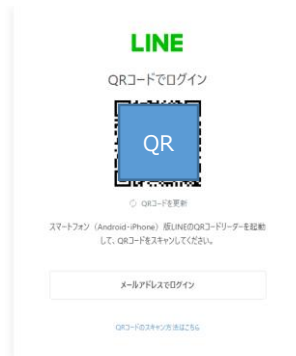 LINE
QRコードでログイン
QR
QRコードを更新
スマートフォン（Android・iPhone）版LINEのQRコードリーダーを起動
して、QRコードをスキャンしてください。
メールアドレスでログイン
QRコードのスキャン方法はこちら